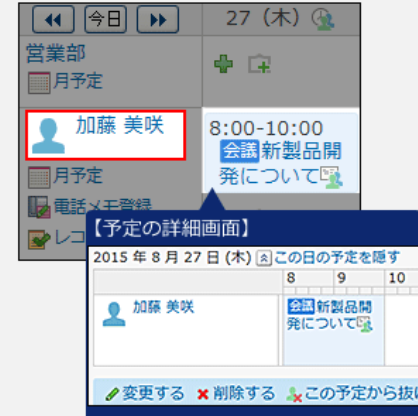 今日
27（木）
営業部
月予定
加藤 美咲
8:00-10:00
会議 新製品開
発について
月予定
電話メモ登録
レコ
【予定の詳細画面】
2015 年 8 月 27 日 (木) この日の予定を隠す
8 9 10
加藤 美咲
会議 新製品開
発について
変更する 削除する この予定から抜け